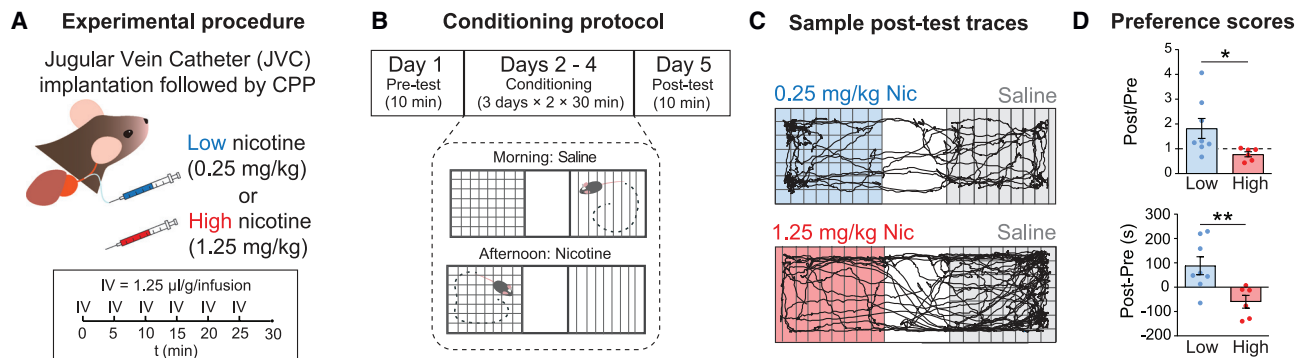 A Experimental procedure
Jugular Vein Catheter (JVC)
implantation followed by CPP
Low nicotine
(0.25 mg/kg)
or
High nicotine
(1.25 mg/kg)
IV = 1.25 µl/g/infusion
IV IV IV IV IV IV
0 5 10 15 20 25 30
t (min)
B Conditioning protocol
Day 1
Pre-test
(10 min)
Days 2 - 4
Conditioning
(3 days × 2 × 30 min)
Day 5
Post-test
(10 min)
Morning: Saline
Afternoon: Nicotine
C Sample post-test traces
0.25 mg/kg Nic Saline
1.25 mg/kg Nic Saline
D Preference scores
Post/Pre
5
4
3
2
1
0
*
Low High
Post-Pre (s)
300
200
100
0
-100
-200
**
Low High